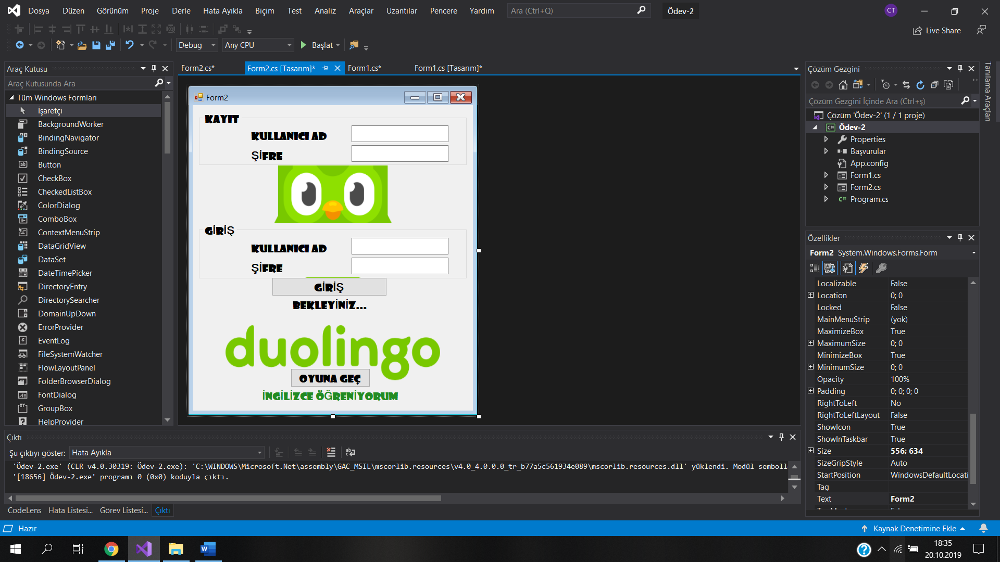 Dosya Düzen Görünüm Proje Derle Hata Ayıkla Biçim Test Analiz Araçlar Uzantılar Pencere Yardım Ara (Ctrl+Q) Ödev-2 CT
Live Share
Debug Any CPU Başlat
Araç Kutusu
Araç Kutusunda Ara
Tüm Windows Formları
İşaretçi
BackgroundWorker
BindingNavigator
BindingSource
Button
CheckBox
CheckedListBox
ColorDialog
ComboBox
ContextMenuStrip
DataGridView
DataSet
DateTimePicker
DirectoryEntry
DirectorySearcher
DomainUpDown
ErrorProvider
EventLog
FileSystemWatcher
FlowLayoutPanel
FolderBrowserDialog
FontDialog
GroupBox
HelpProvider
Form2.cs* Form2.cs [Tasarım]* Form1.cs* Form1.cs [Tasarım]*
Form2
KAYIT
KULLANICI AD
ŞİFRE
GİRİŞ
KULLANICI AD
ŞİFRE
GİRİŞ
BEKLEYİNİZ...
duolingo
OYUNA GEÇ
İNGİLİZCE ÖĞRENİYORUM
Çözüm Gezgini
Çözüm Gezgini İçinde Ara (Ctrl+ş)
Çözüm 'Ödev-2' (1 / 1 proje)
C# Ödev-2
Properties
Başvurular
App.config
Form1.cs
Form2.cs
C# Program.cs
Tanılama Araçları
Özellikler
Form2 System.Windows.Forms.Form
Localizable False
Location 0; 0
Locked False
MainMenuStrip (yok)
MaximizeBox True
MaximumSize 0; 0
MinimizeBox True
MinimumSize 0; 0
Opacity 100%
Padding 0; 0; 0; 0
RightToLeft No
RightToLeftLayout False
ShowIcon True
ShowInTaskbar True
Size 556; 634
SizeGripStyle Auto
StartPosition WindowsDefaultLocati
Tag
Text Form2
Çıktı
Şu çıktıyı göster: Hata Ayıkla
'Ödev-2.exe' (CLR v4.0.30319: Ödev-2.exe): 'C:\WINDOWS\Microsoft.Net\assembly\GAC_MSIL\mscorlib.resources\v4.0_4.0.0.0_tr_b77a5c561934e089\mscorlib.resources.dll' yüklendi. Modül semboll
'[18656] Ödev-2.exe' programı 0 (0x0) koduyla çıktı.
CodeLens Hata Listesi... Görev Listesi... Çıktı
Hazır Kaynak Denetimine Ekle
18:35
20.10.2019